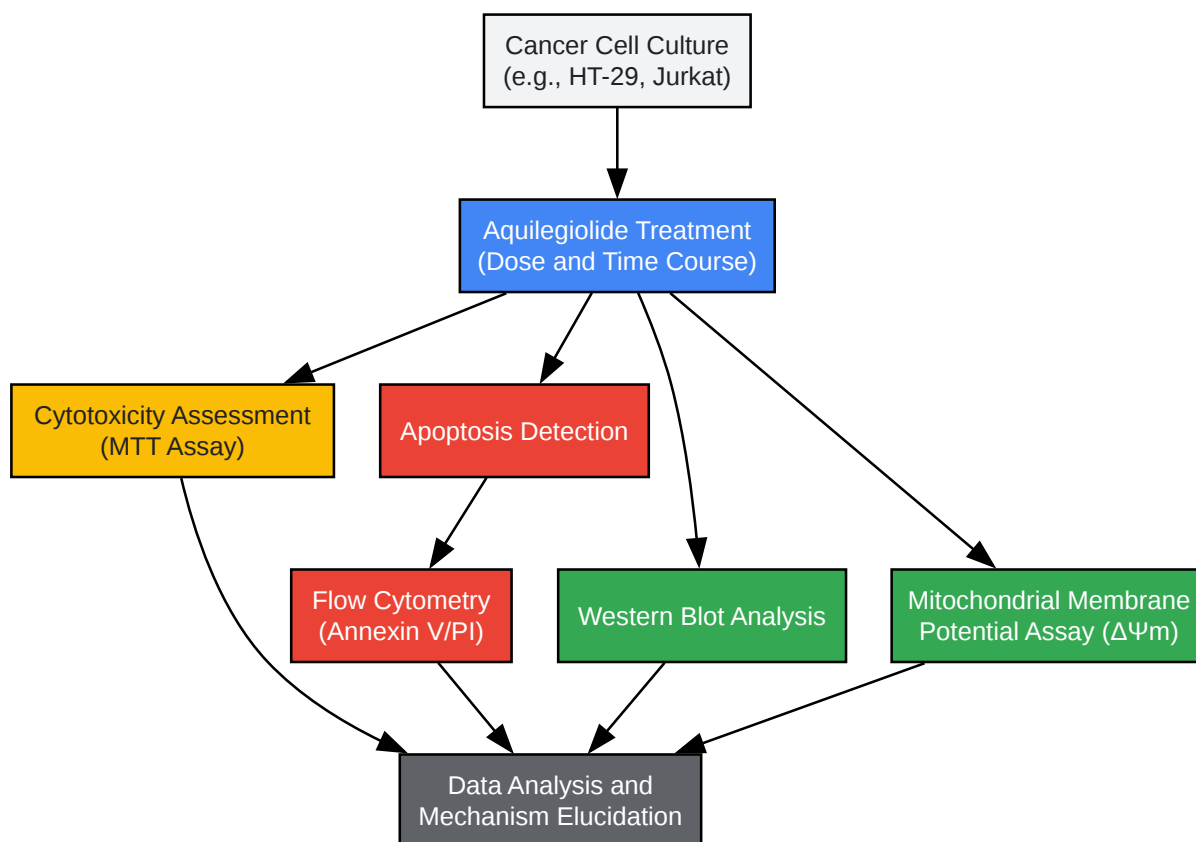 Cancer Cell Culture
(e.g., HT-29, Jurkat)
Aquilegiolide Treatment
(Dose and Time Course)
Cytotoxicity Assessment
(MTT Assay)
Apoptosis Detection
Flow Cytometry
(Annexin V/PI)
Western Blot Analysis
Mitochondrial Membrane
Potential Assay (ΔΨm)
Data Analysis and
Mechanism Elucidation